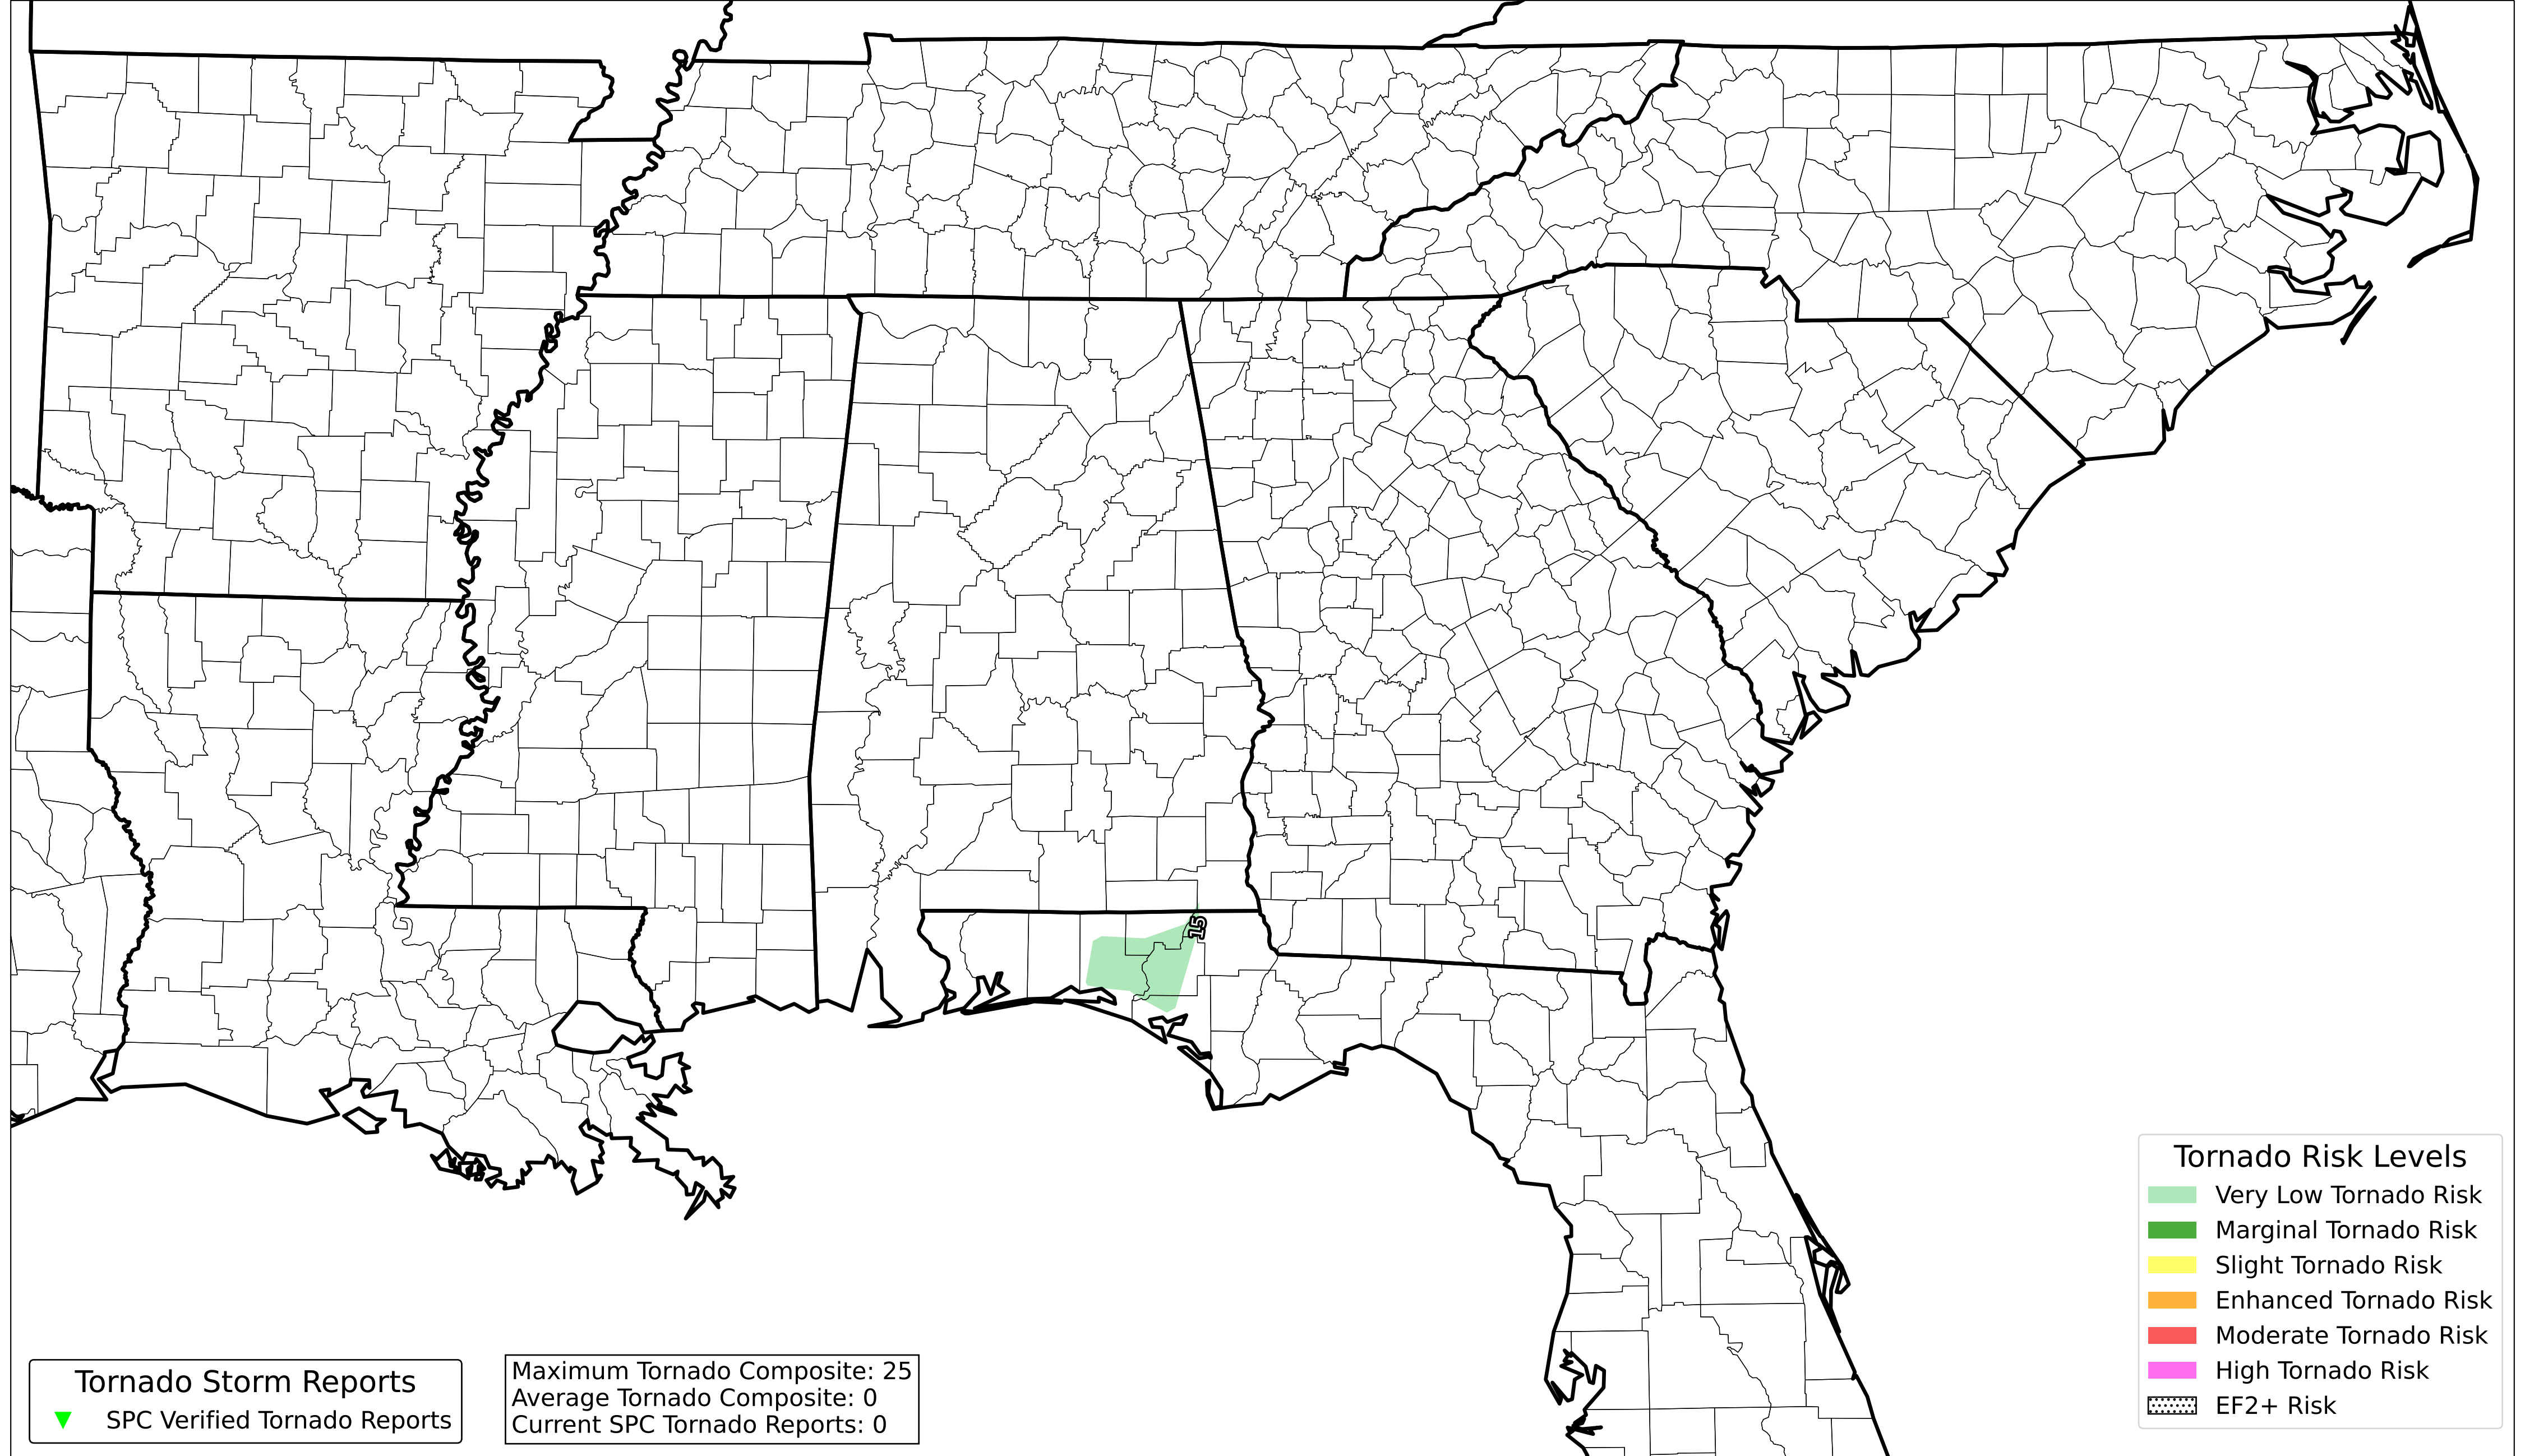 15
Tornado Risk Levels
Very Low Tornado Risk
Marginal Tornado Risk
Slight Tornado Risk
Enhanced Tornado Risk
Moderate Tornado Risk
High Tornado Risk
EF2+ Risk
Tornado Storm Reports
SPC Verified Tornado Reports
Maximum Tornado Composite: 25
Average Tornado Composite: 0
Current SPC Tornado Reports: 0